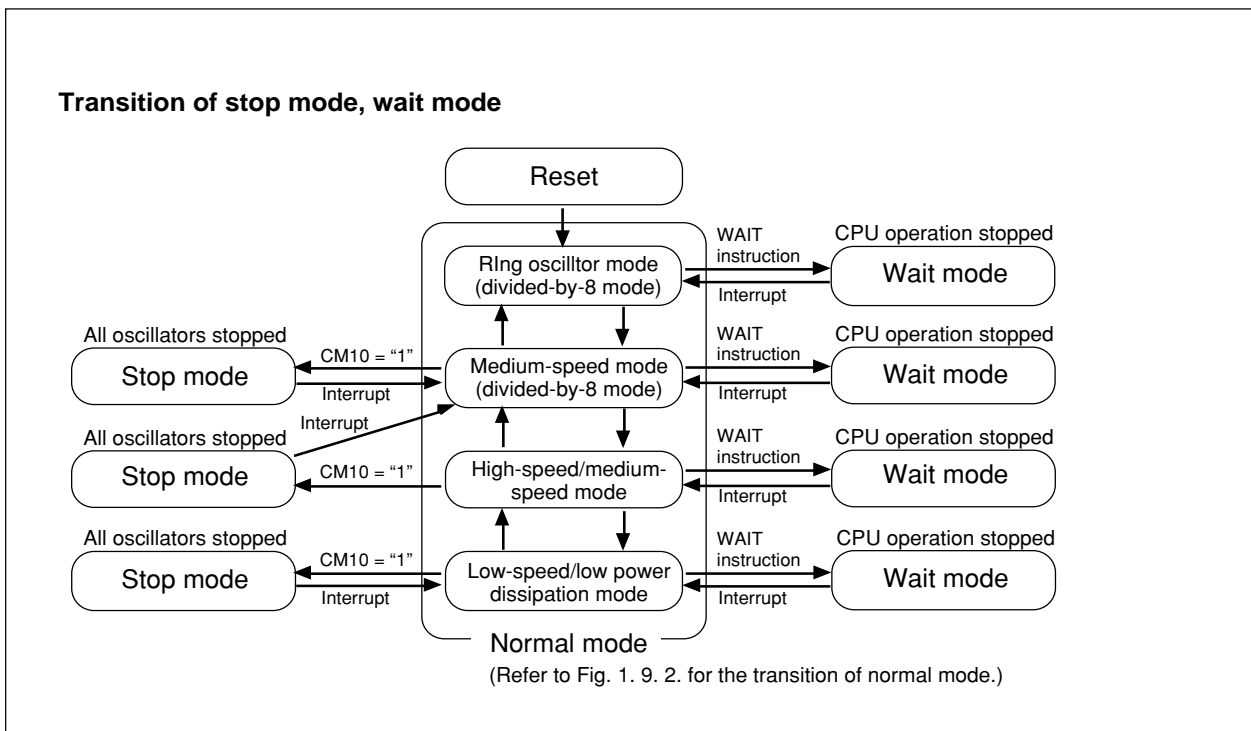 Transition of stop mode, wait mode
Reset
RIng oscilltor mode
(divided-by-8 mode)
WAIT
instruction
Interrupt
CPU operation stopped
Wait mode
All oscillators stopped
Stop mode
CM10 = “1”
Interrupt
Medium-speed mode
(divided-by-8 mode)
WAIT
instruction
Interrupt
CPU operation stopped
Wait mode
Interrupt
All oscillators stopped
Stop mode
CM10 = “1”
High-speed/medium-
speed mode
WAIT
instruction
Interrupt
CPU operation stopped
Wait mode
All oscillators stopped
Stop mode
CM10 = “1”
Interrupt
Low-speed/low power
dissipation mode
WAIT
instruction
Interrupt
CPU operation stopped
Wait mode
Normal mode
(Refer to Fig. 1. 9. 2. for the transition of normal mode.)